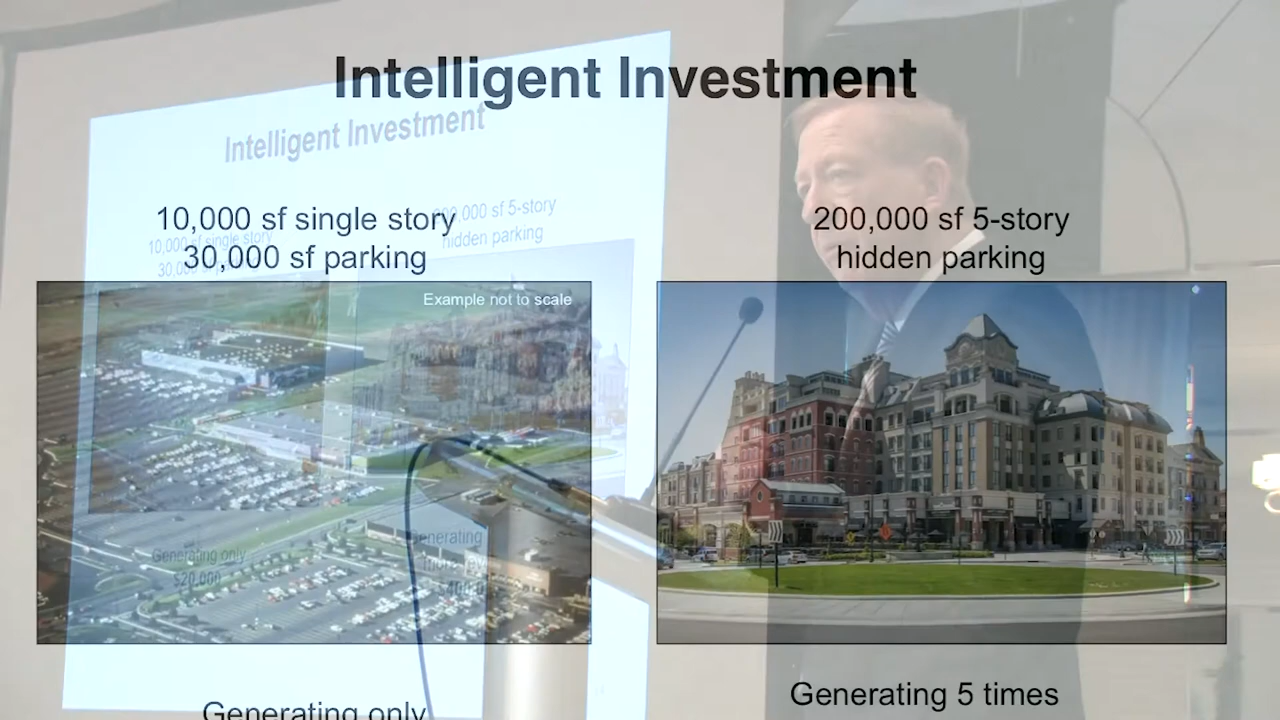 Intelligent Investment
Intelligent Investment
10,000 sf single story
30,000 sf parking
200,000 sf 5-story
hidden parking
10,000 sf single story
30,000 sf
sf 5-story
hidden parking
Example not to scale
Generating only
$20,000
Generating only
Generating 5 times